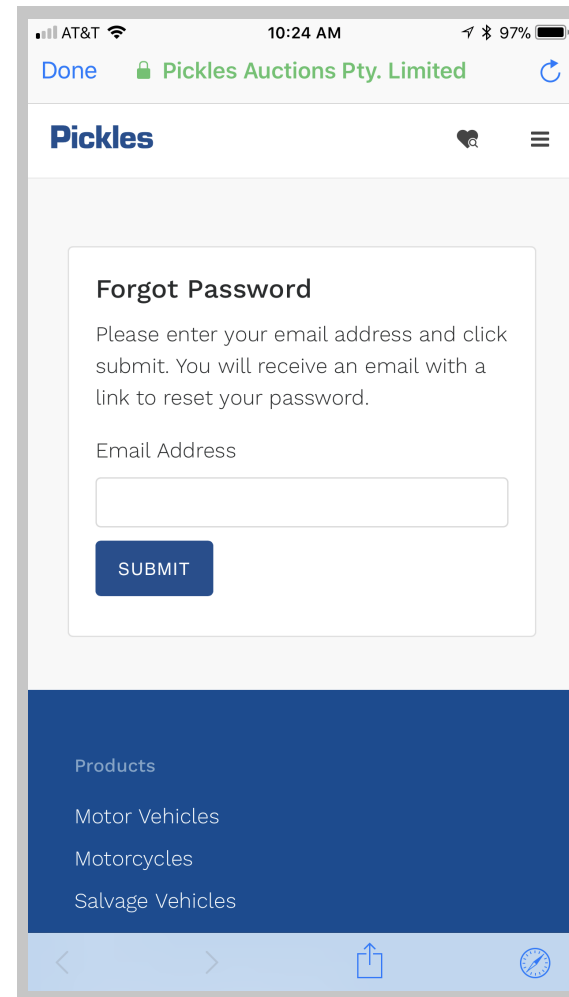 AT&T 10:24 AM 97%
Done Pickles Auctions Pty. Limited
Pickles
Forgot Password
Please enter your email address and click
submit. You will receive an email with a
link to reset your password.
Email Address
SUBMIT
Products
Motor Vehicles
Motorcycles
Salvage Vehicles